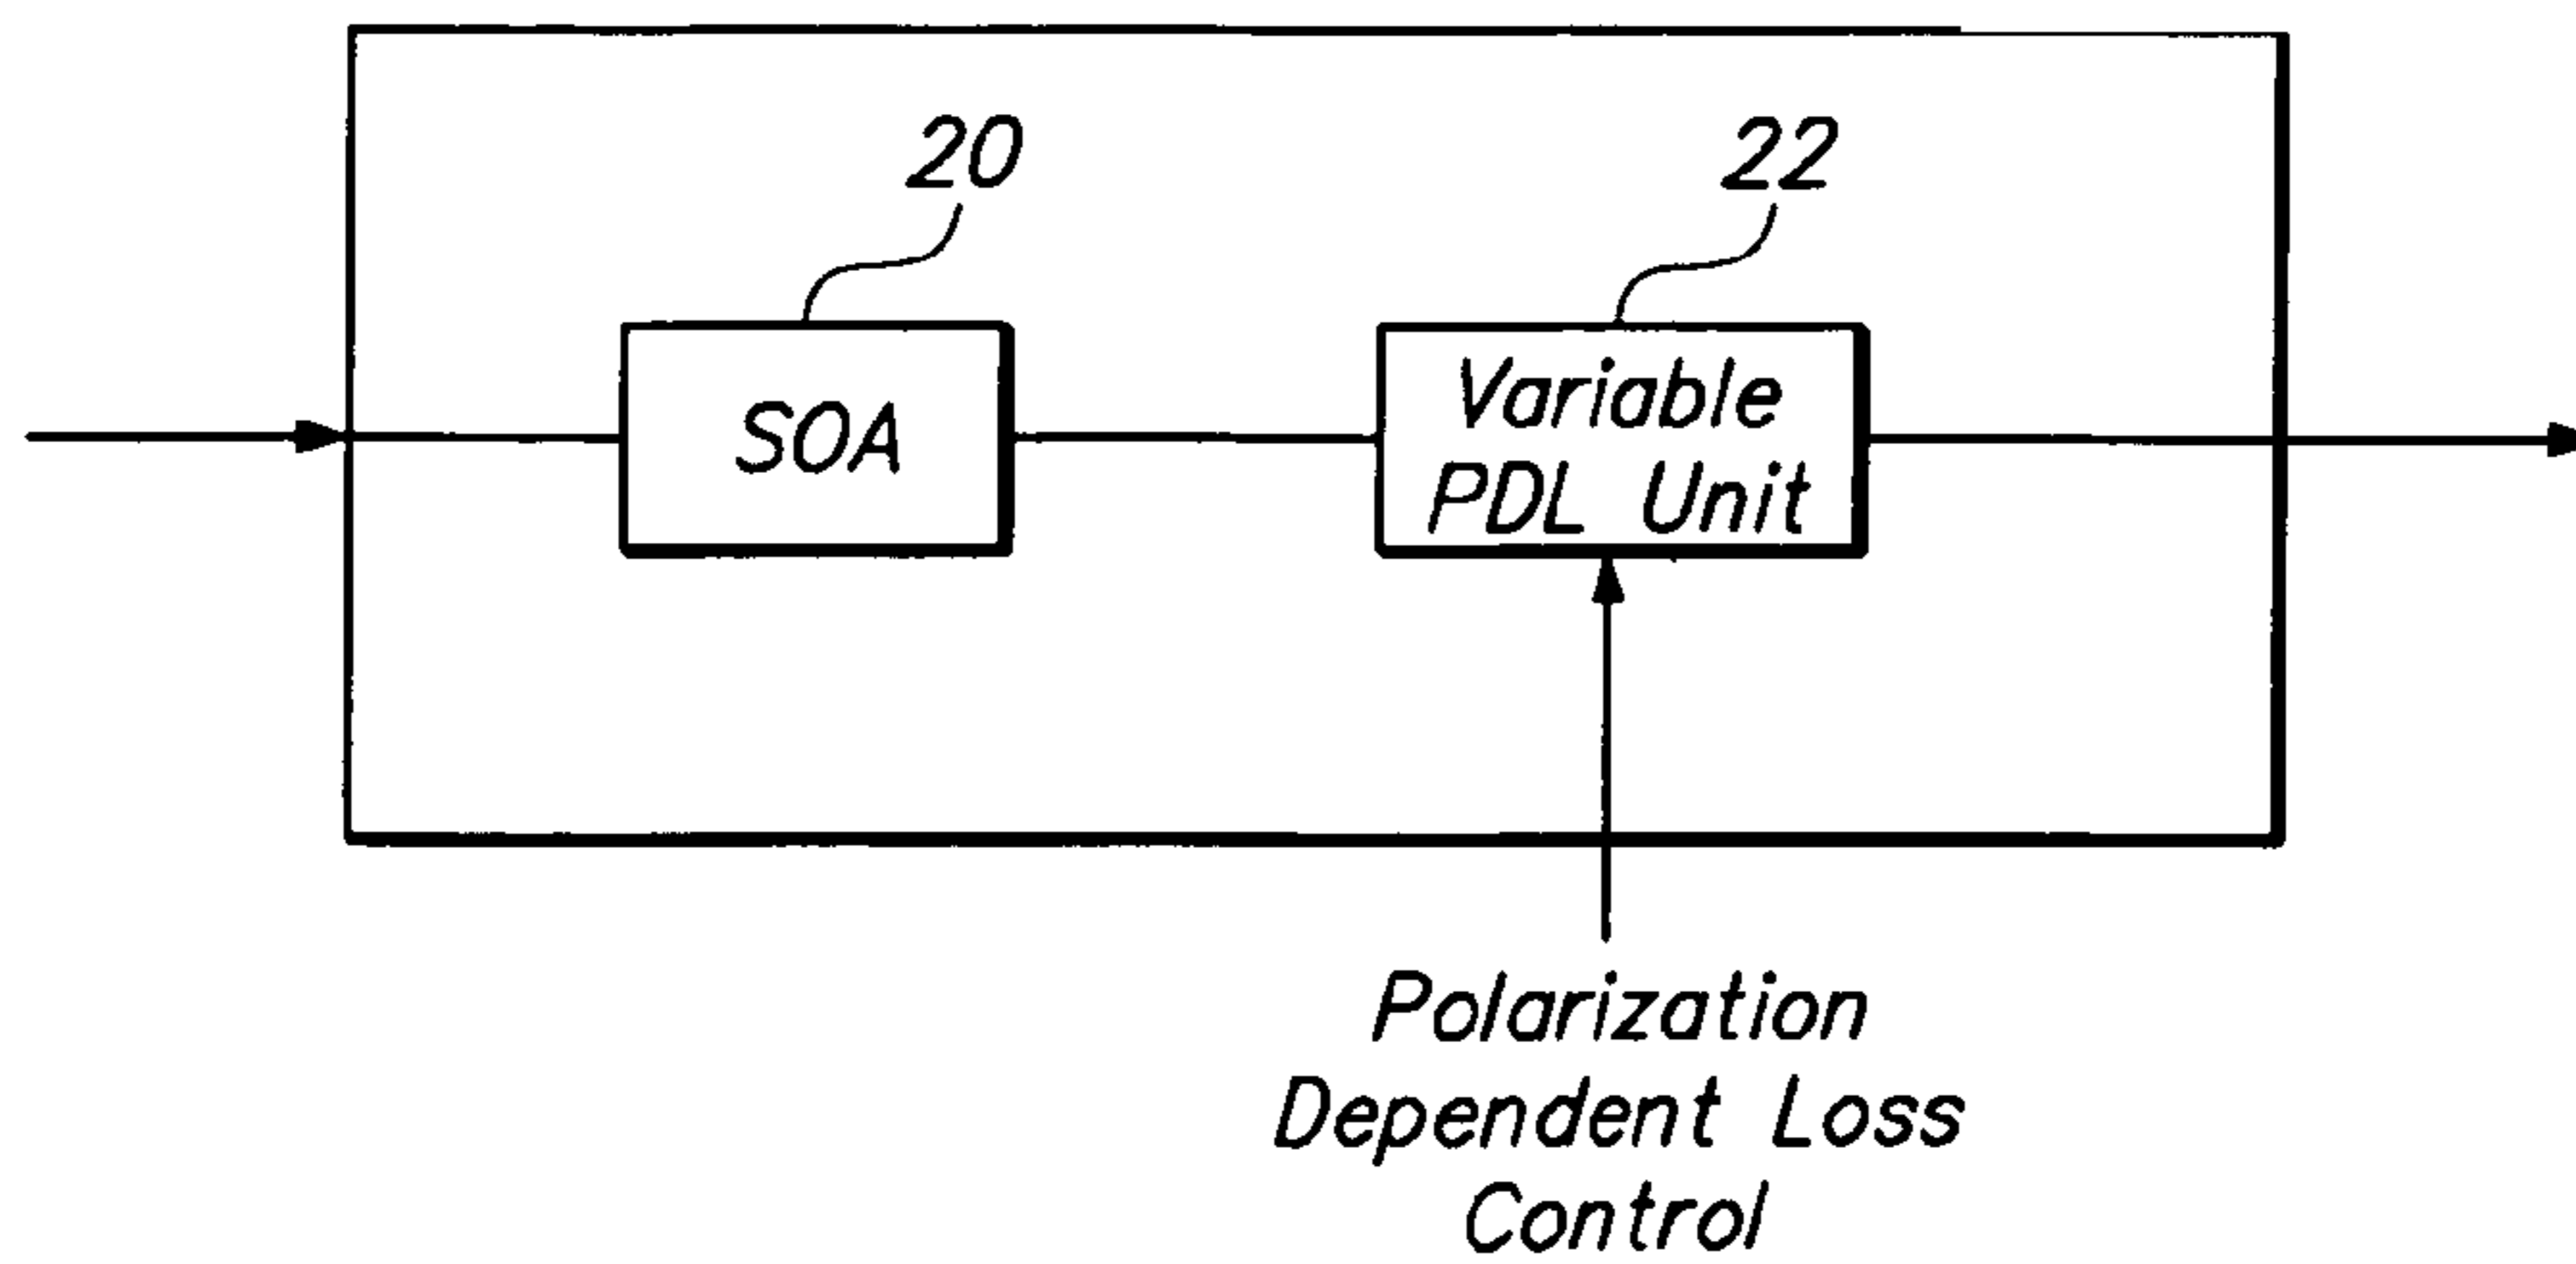 20
22
SOA
Variable
PDL Unit
Polarization
Dependent Loss
Control